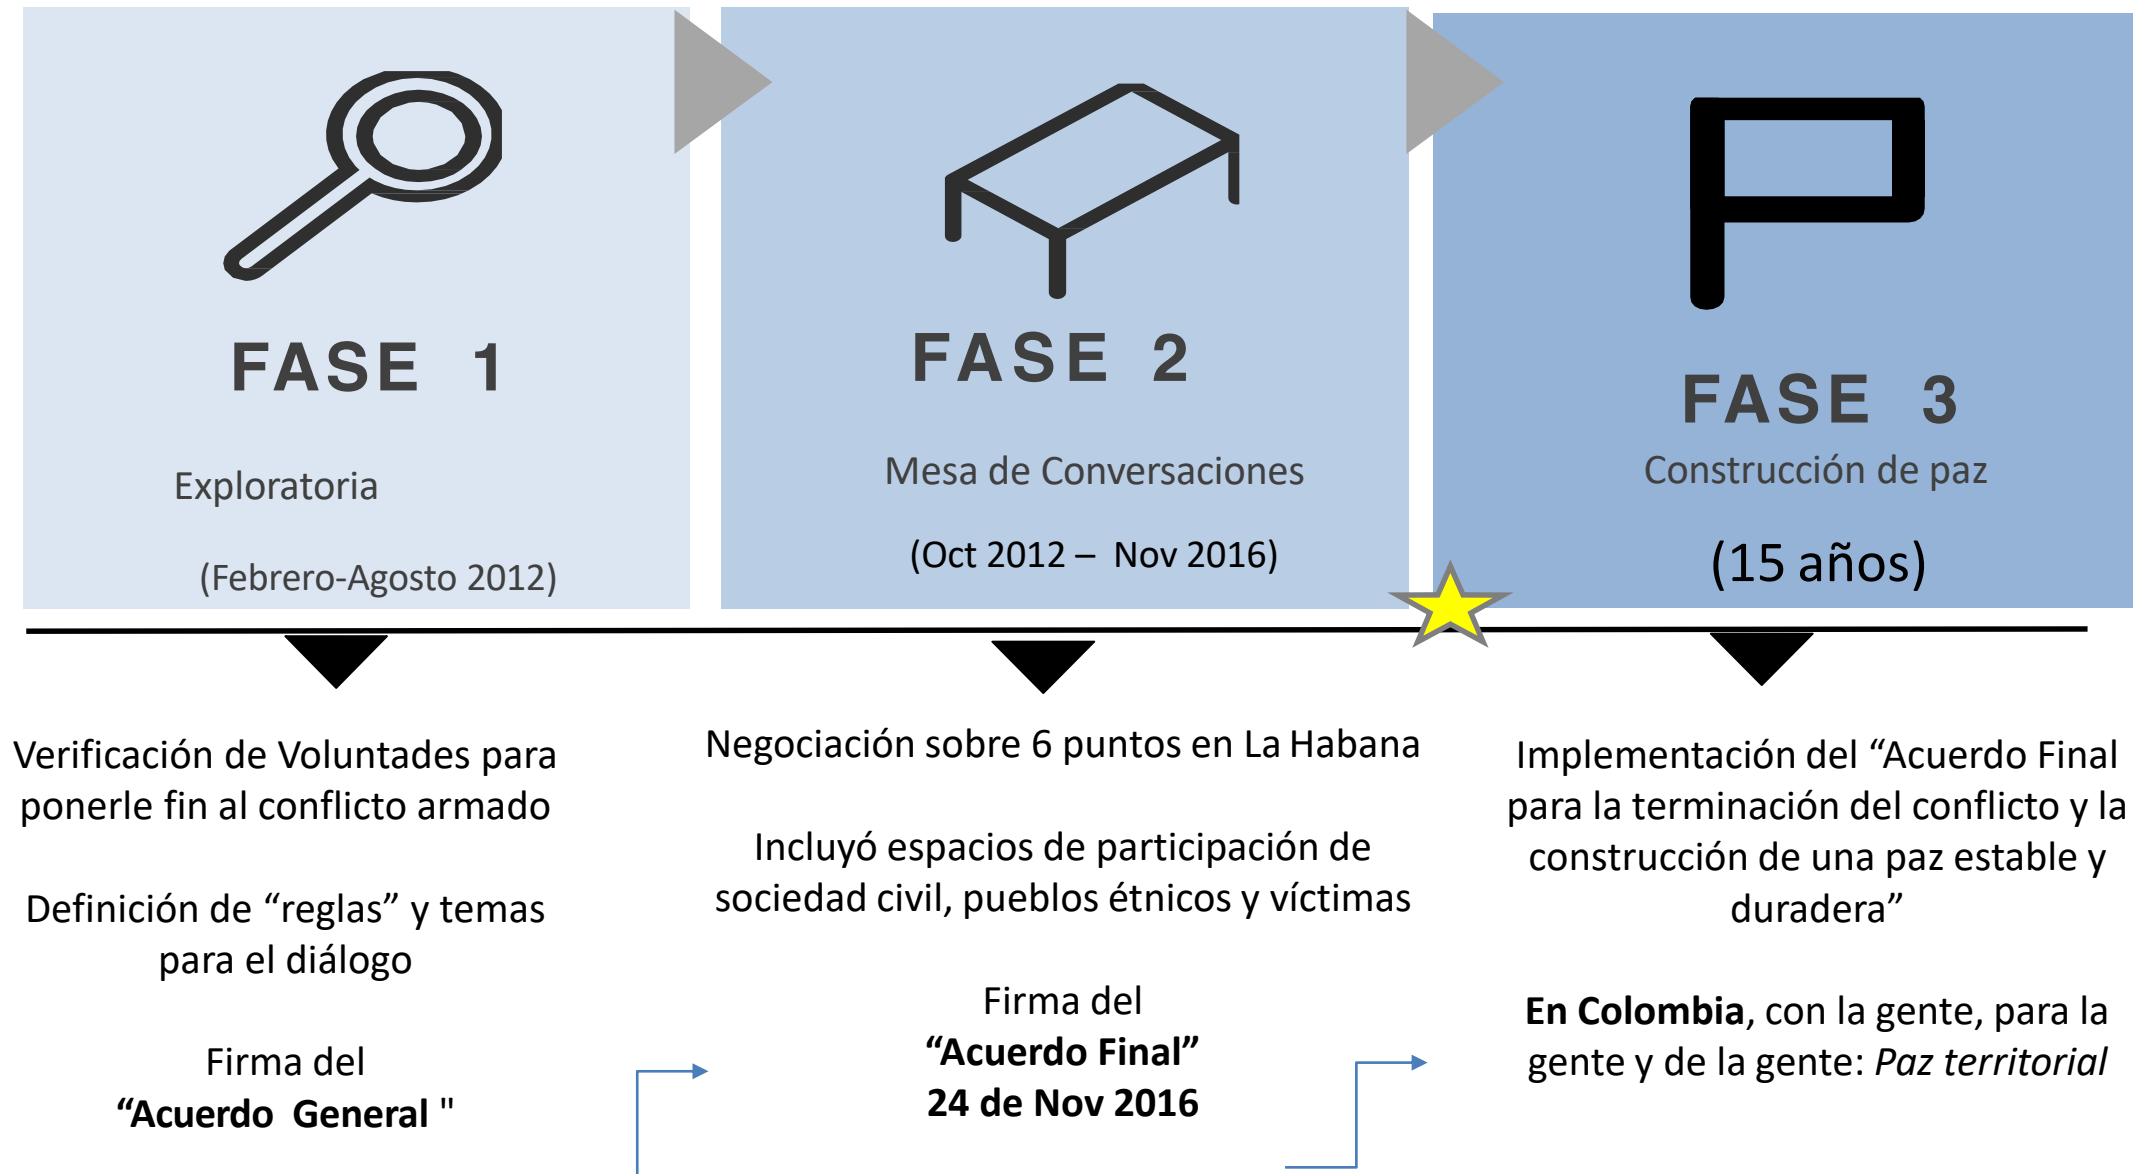 FASE 1
Exploratoria
(Febrero-Agosto 2012)
Verificación de Voluntades para
ponerle fin al conflicto armado
Definición de “reglas” y temas
para el diálogo
Firma del
“Acuerdo General "
FASE 2
Mesa de Conversaciones
(Oct 2012 – Nov 2016)
Negociación sobre 6 puntos en La Habana
Incluyó espacios de participación de
sociedad civil, pueblos étnicos y víctimas
Firma del
“Acuerdo Final”
24 de Nov 2016
FASE 3
Construcción de paz
(15 años)
Implementación del “Acuerdo Final
para la terminación del conflicto y la
construcción de una paz estable y
duradera”
En Colombia, con la gente, para la
gente y de la gente: Paz territorial